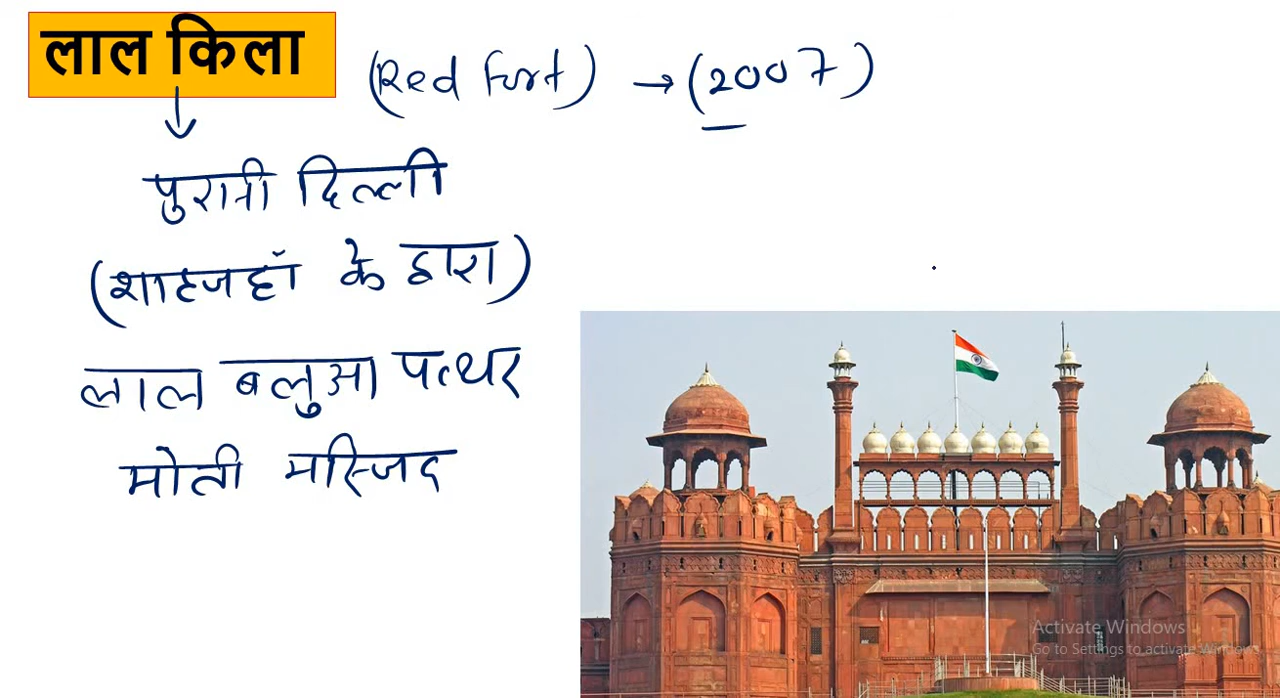 लाल किला (Red Fort) → (2007)
पुरानी दिल्ली
(शाहजहाँ के द्वारा)
लाल बलुआ पत्थर
मोती मस्जिद
Activate Windows
Go to Settings to activate Windows.